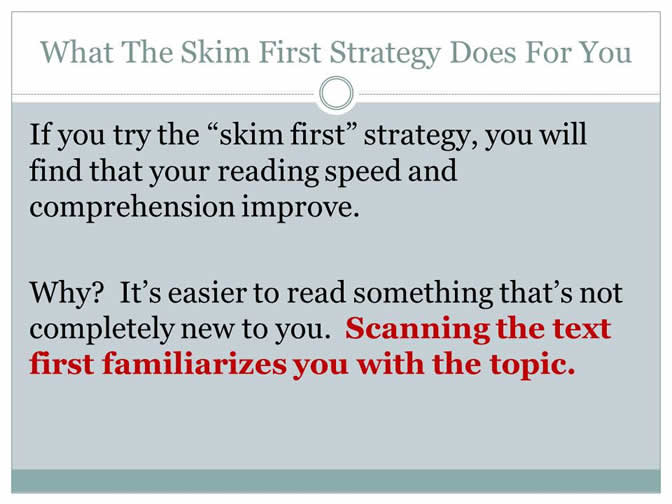 What The Skim First Strategy Does For You
If you try the “skim first” strategy, you will
find that your reading speed and
comprehension improve.
Why?  It’s easier to read something that’s not
completely new to you.  Scanning the text
first familiarizes you with the topic.